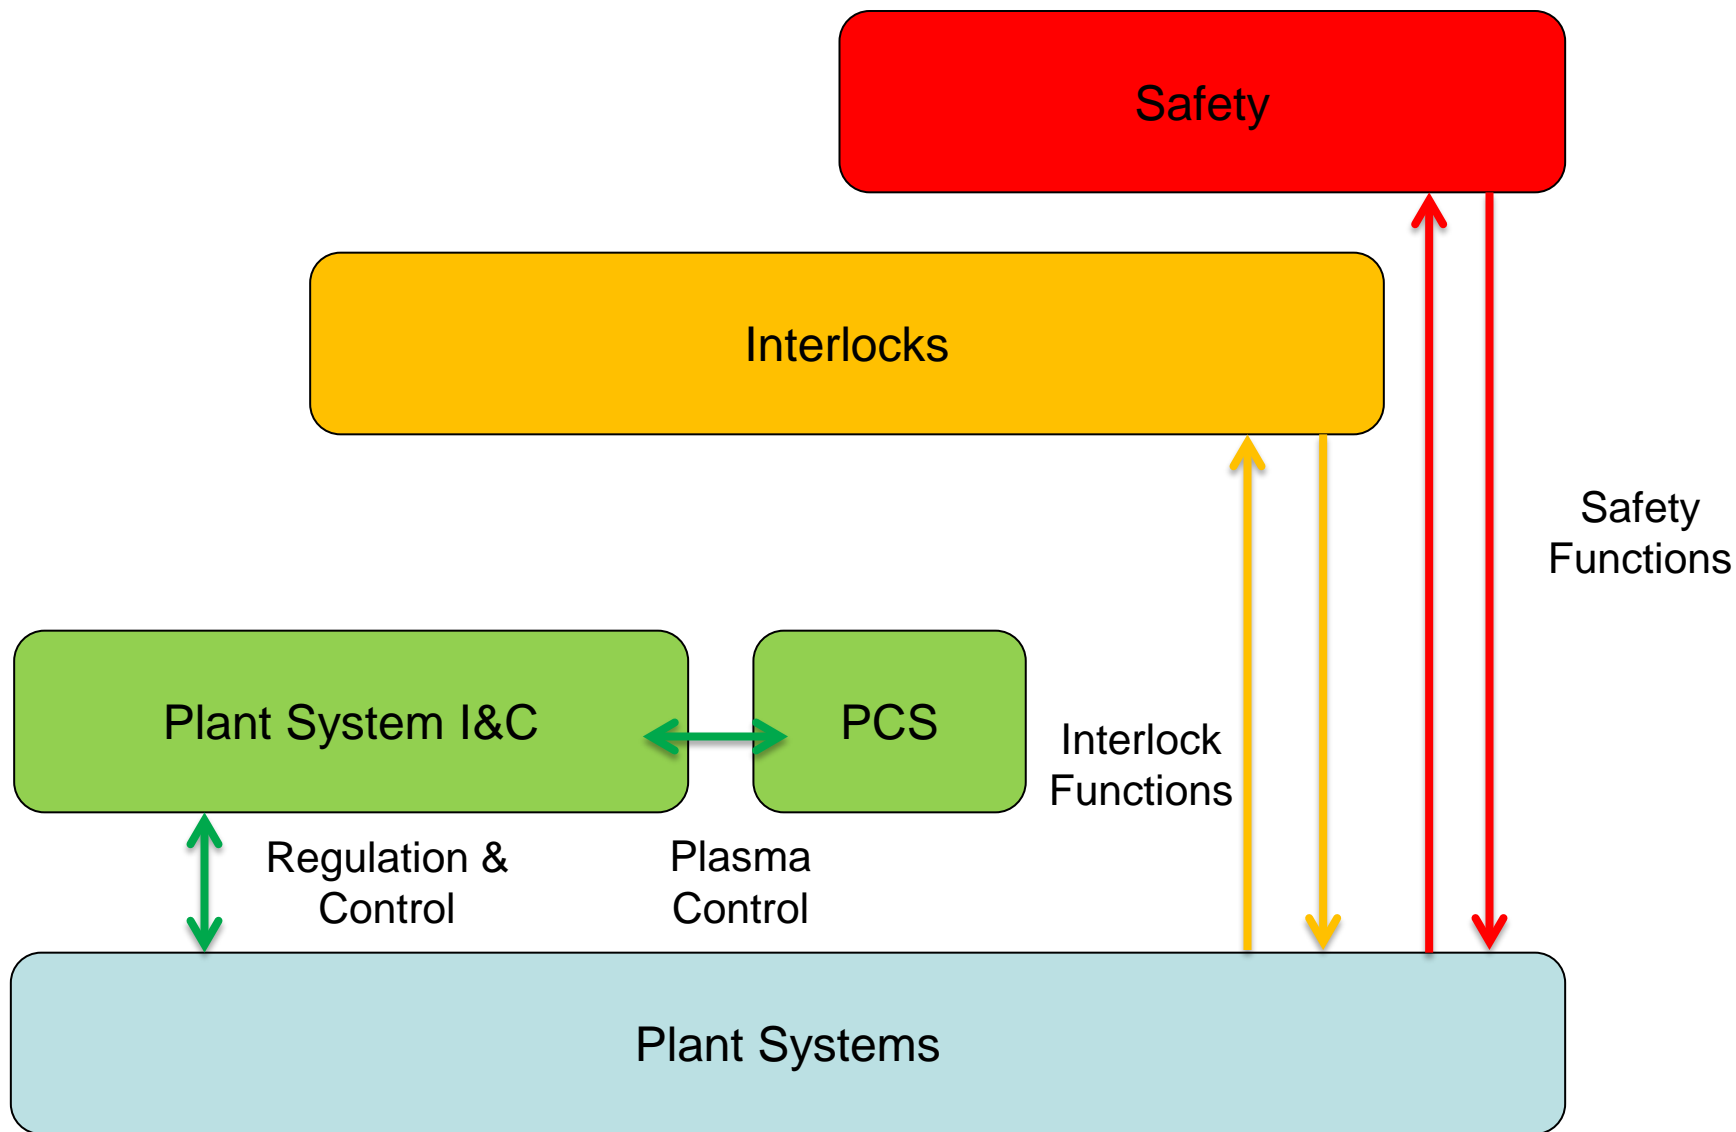 Safety
Interlocks
Safety
Functions
Plant System I&C
PCS
Interlock
Functions
Regulation &
Control
Plasma
Control
Plant Systems